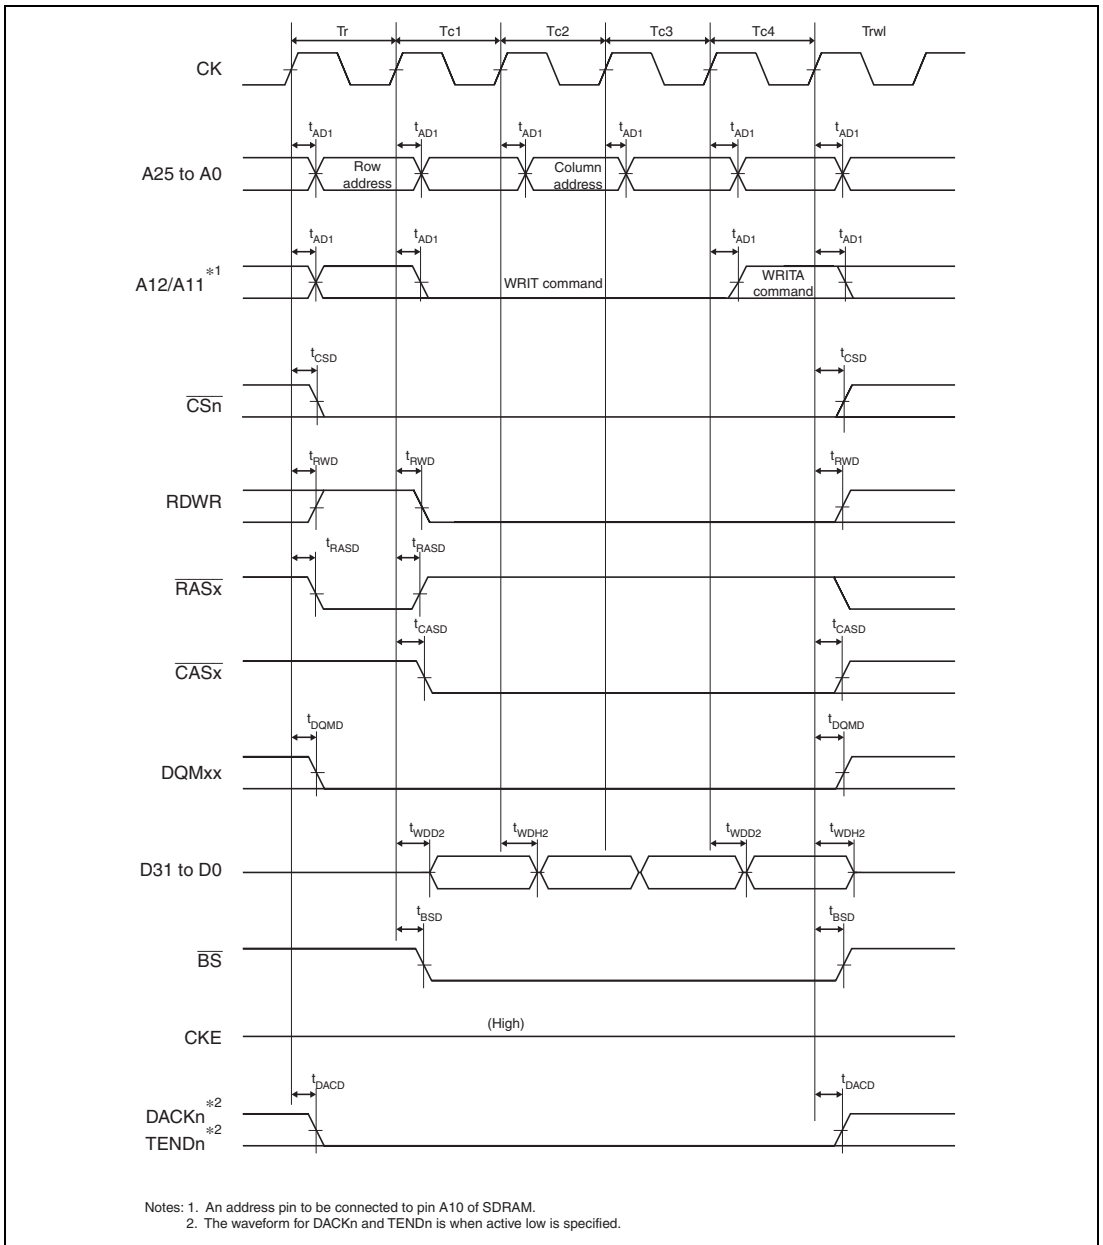 Tr Tc1 Tc2 Tc3 Tc4 Trwl
CK
tAD1 tAD1 tAD1 tAD1 tAD1 tAD1
A25 to A0
Row address
Column address
tAD1 tAD1 tAD1 tAD1
A12/A11*1
WRIT command
WRITA command
tCSD tCSD
CSn
tRWD tRWD tRWD
RDWR
tRASD tRASD
RASx
tCASD tCASD
CASx
tDQMD tDQMD
DQMxx
tWDD2 tWDH2 tWDD2 tWDH2
D31 to D0
tBSD tBSD
BS
(High)
CKE
tDACD tDACD
DACKn*2
TENDn*2
Notes: 1. An address pin to be connected to pin A10 of SDRAM.
2. The waveform for DACKn and TENDn is when active low is specified.